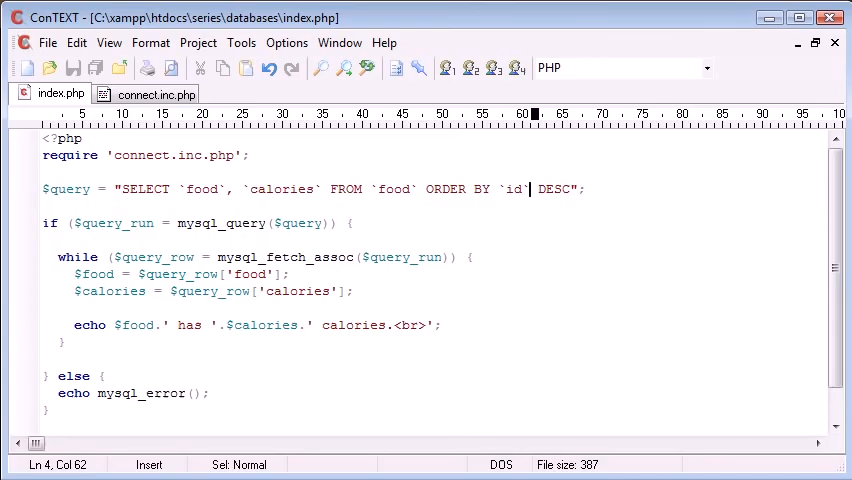 ConTEXT - [C:\xampp\htdocs\series\databases\index.php]
File Edit View Format Project Tools Options Window Help
1 2 3 4 PHP
index.php connect.inc.php
5 10 15 20 25 30 35 40 45 50 55 60 65 70 75 80 85 90 95 10
<?php
require 'connect.inc.php';
$query = "SELECT `food`, `calories` FROM `food` ORDER BY `id` DESC";
if ($query_run = mysql_query($query)) {
while ($query_row = mysql_fetch_assoc($query_run)) {
$food = $query_row['food'];
$calories = $query_row['calories'];
echo $food.' has '.$calories.' calories.<br>';
}
} else {
echo mysql_error();
}
Ln 4, Col 62 Insert Sel: Normal DOS File size: 387